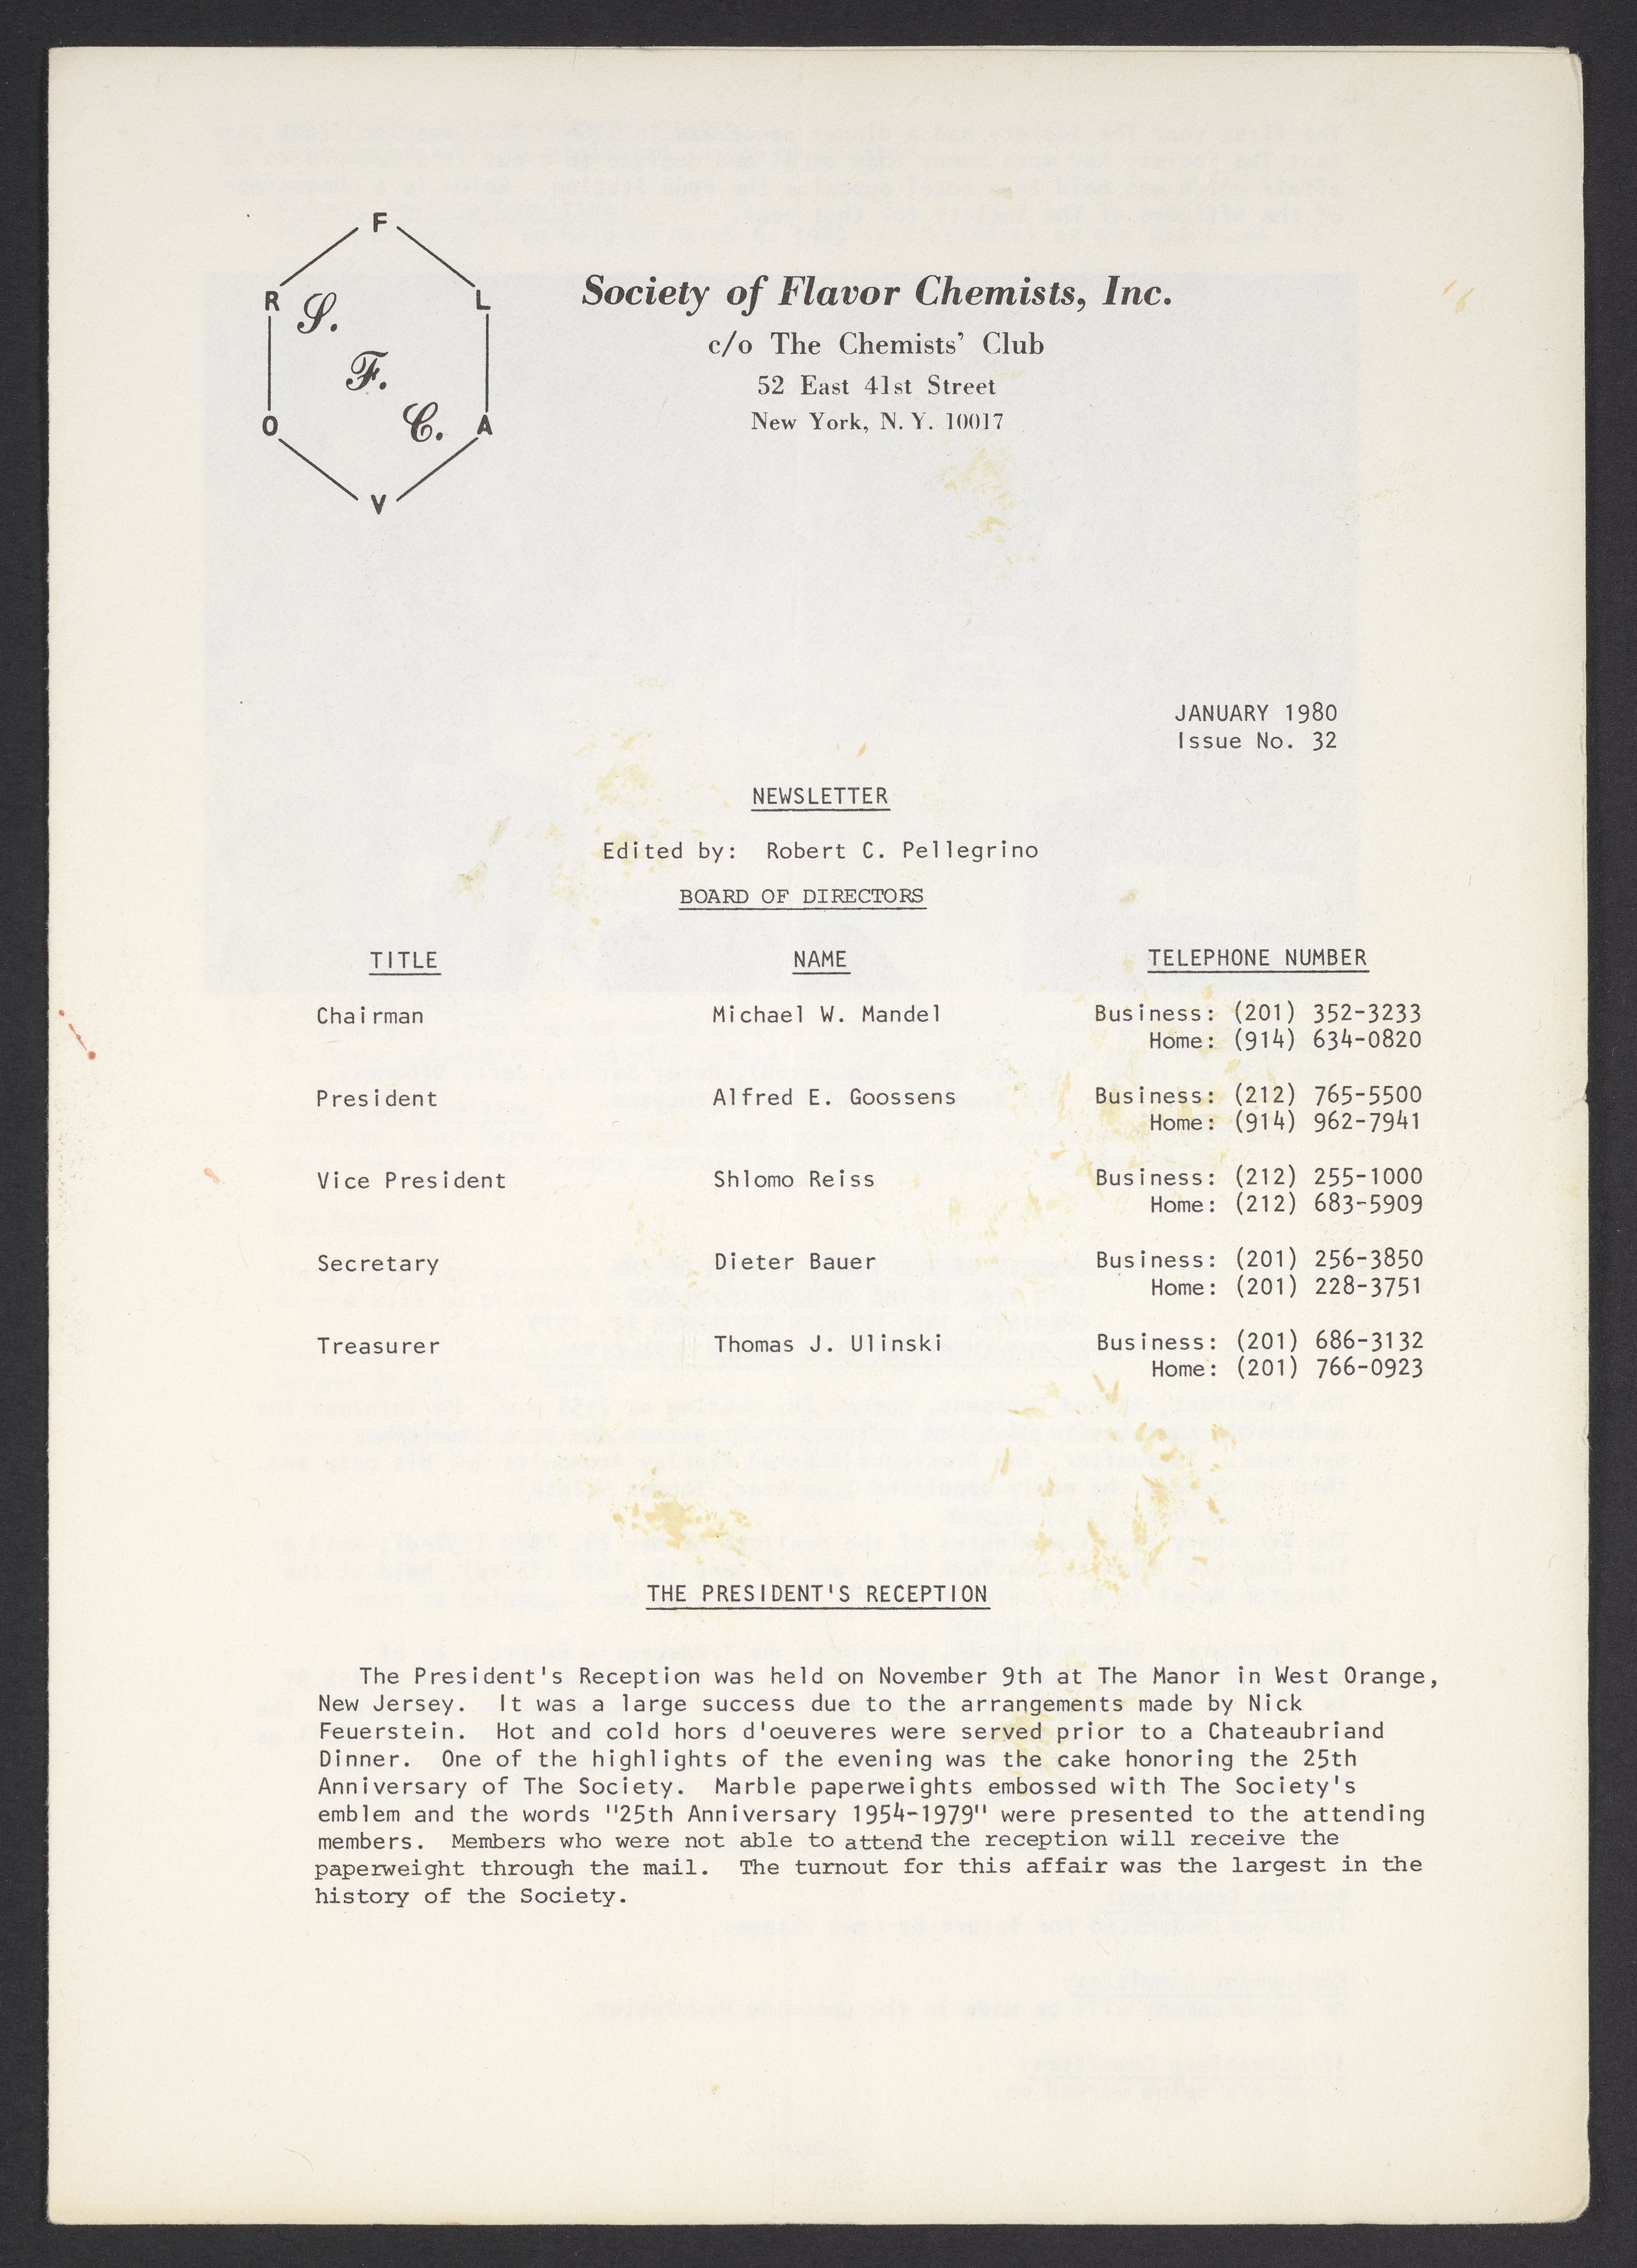 F
R L
S.
F.
C.
O A
V
Society of Flavor Chemists, Inc.
c/o The Chemists' Club
52 East 41st Street
New York, N. Y. 10017
JANUARY 1980
Issue No. 32
NEWSLETTER
Edited by: Robert C. Pellegrino
BOARD OF DIRECTORS
TITLE NAME TELEPHONE NUMBER
Chairman Michael W. Mandel Business: (201) 352-3233
Home: (914) 634-0820
President Alfred E. Goossens Business: (212) 765-5500
Home: (914) 962-7941
Vice President Shlomo Reiss Business: (212) 255-1000
Home: (212) 683-5909
Secretary Dieter Bauer Business: (201) 256-3850
Home: (201) 228-3751
Treasurer Thomas J. Ulinski Business: (201) 686-3132
Home: (201) 766-0923
THE PRESIDENT'S RECEPTION
The President's Reception was held on November 9th at The Manor in West Orange,
New Jersey. It was a large success due to the arrangements made by Nick
Feuerstein. Hot and cold hors d'oeuveres were served prior to a Chateaubriand
Dinner. One of the highlights of the evening was the cake honoring the 25th
Anniversary of The Society. Marble paperweights embossed with The Society's
emblem and the words "25th Anniversary 1954-1979" were presented to the attending
members. Members who were not able to attend the reception will receive the
paperweight through the mail. The turnout for this affair was the largest in the
history of the Society.